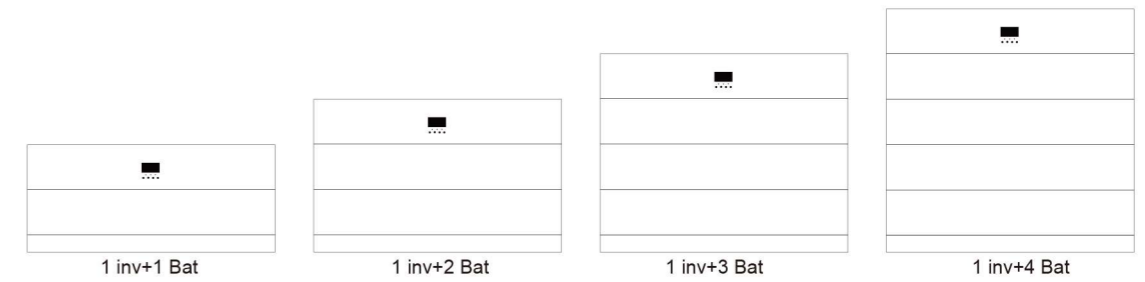 1 inv+1 Bat
1 inv+2 Bat
1 inv+3 Bat
1 inv+4 Bat